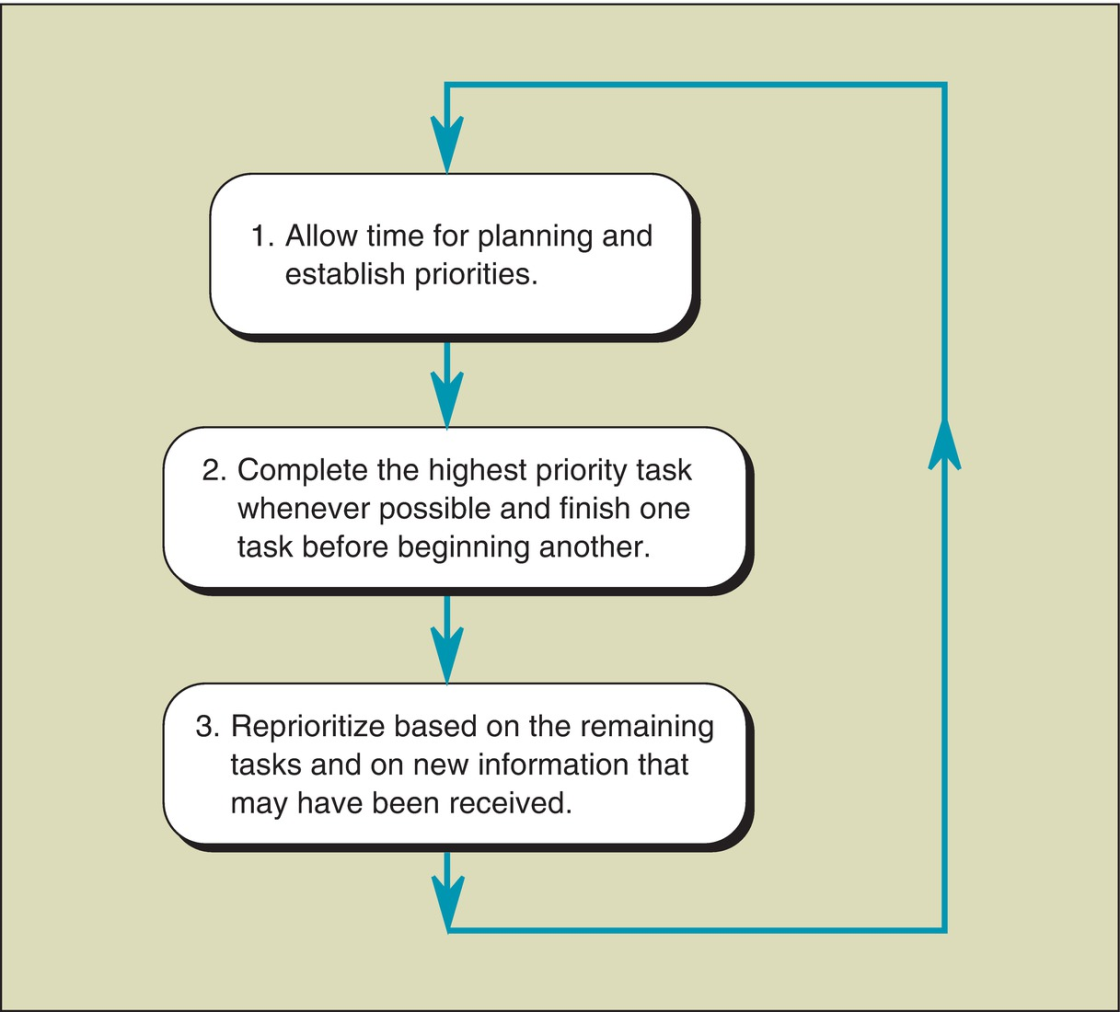 1. Allow time for planning and
establish priorities.
2. Complete the highest priority task
whenever possible and finish one
task before beginning another.
3. Reprioritize based on the remaining
tasks and on new information that
may have been received.